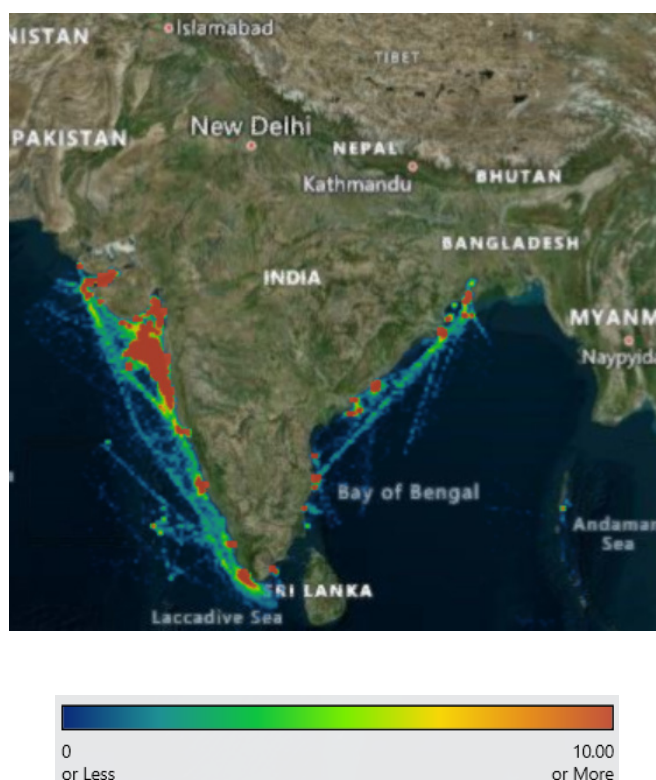 NISTAN
Islamabad
TIBET
PAKISTAN
New Delhi
NEPAL
Kathmandu
BHUTAN
BANGLADESH
INDIA
MYANM
Naypyida
Bay of Bengal
Andaman
Sea
SRI LANKA
Laccadive Sea
0
or Less
10.00
or More